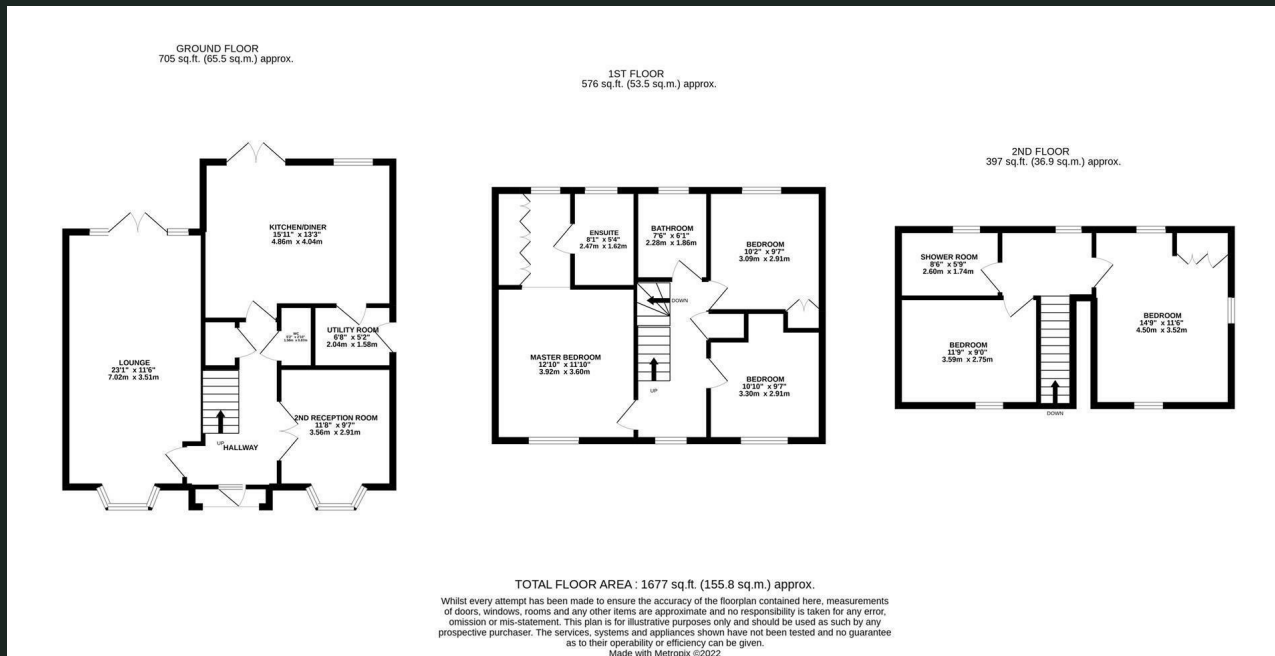 GROUND FLOOR
705 sq.ft. (65.5 sq.m.) approx.
1ST FLOOR
576 sq.ft. (53.5 sq.m.) approx.
2ND FLOOR
397 sq.ft. (36.9 sq.m.) approx.
KITCHEN/DINER
15'11" x 13'3"
4.86m x 4.04m
UTILITY ROOM
6'8" x 5'2"
2.04m x 1.58m
LOUNGE
23'1" x 11'6"
7.02m x 3.51m
2ND RECEPTION ROOM
11'8" x 9'7"
3.56m x 2.91m
UP
HALLWAY
ENSUITE
8'1" x 5'4"
2.47m x 1.62m
BATHROOM
7'6" x 6'1"
2.28m x 1.86m
BEDROOM
10'2" x 9'7"
3.09m x 2.91m
DOWN
MASTER BEDROOM
12'10" x 11'10"
3.92m x 3.60m
UP
BEDROOM
10'10" x 9'7"
3.30m x 2.91m
SHOWER ROOM
8'6" x 5'9"
2.60m x 1.74m
BEDROOM
14'9" x 11'6"
4.50m x 3.52m
BEDROOM
11'9" x 9'0"
3.59m x 2.75m
DOWN
TOTAL FLOOR AREA : 1677 sq.ft. (155.8 sq.m.) approx.
Whilst every attempt has been made to ensure the accuracy of the floorplan contained here, measurements
of doors, windows, rooms and any other items are approximate and no responsibility is taken for any error,
omission or mis-statement. This plan is for illustrative purposes only and should be used as such by any
prospective purchaser. The services, systems and appliances shown have not been tested and no guarantee
as to their operability or efficiency can be given.
Made with Metropix ©2022